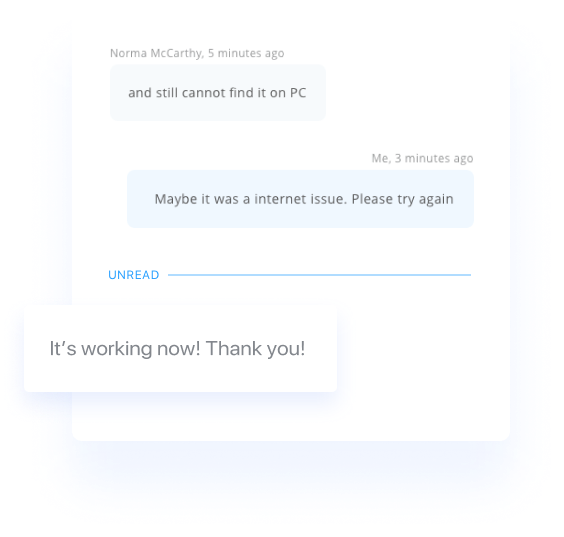 Norma McCarthy, 5 minutes ago
and still cannot find it on PC
Me, 3 minutes ago
Maybe it was a internet issue. Please try again
UNREAD
It's working now! Thank you!